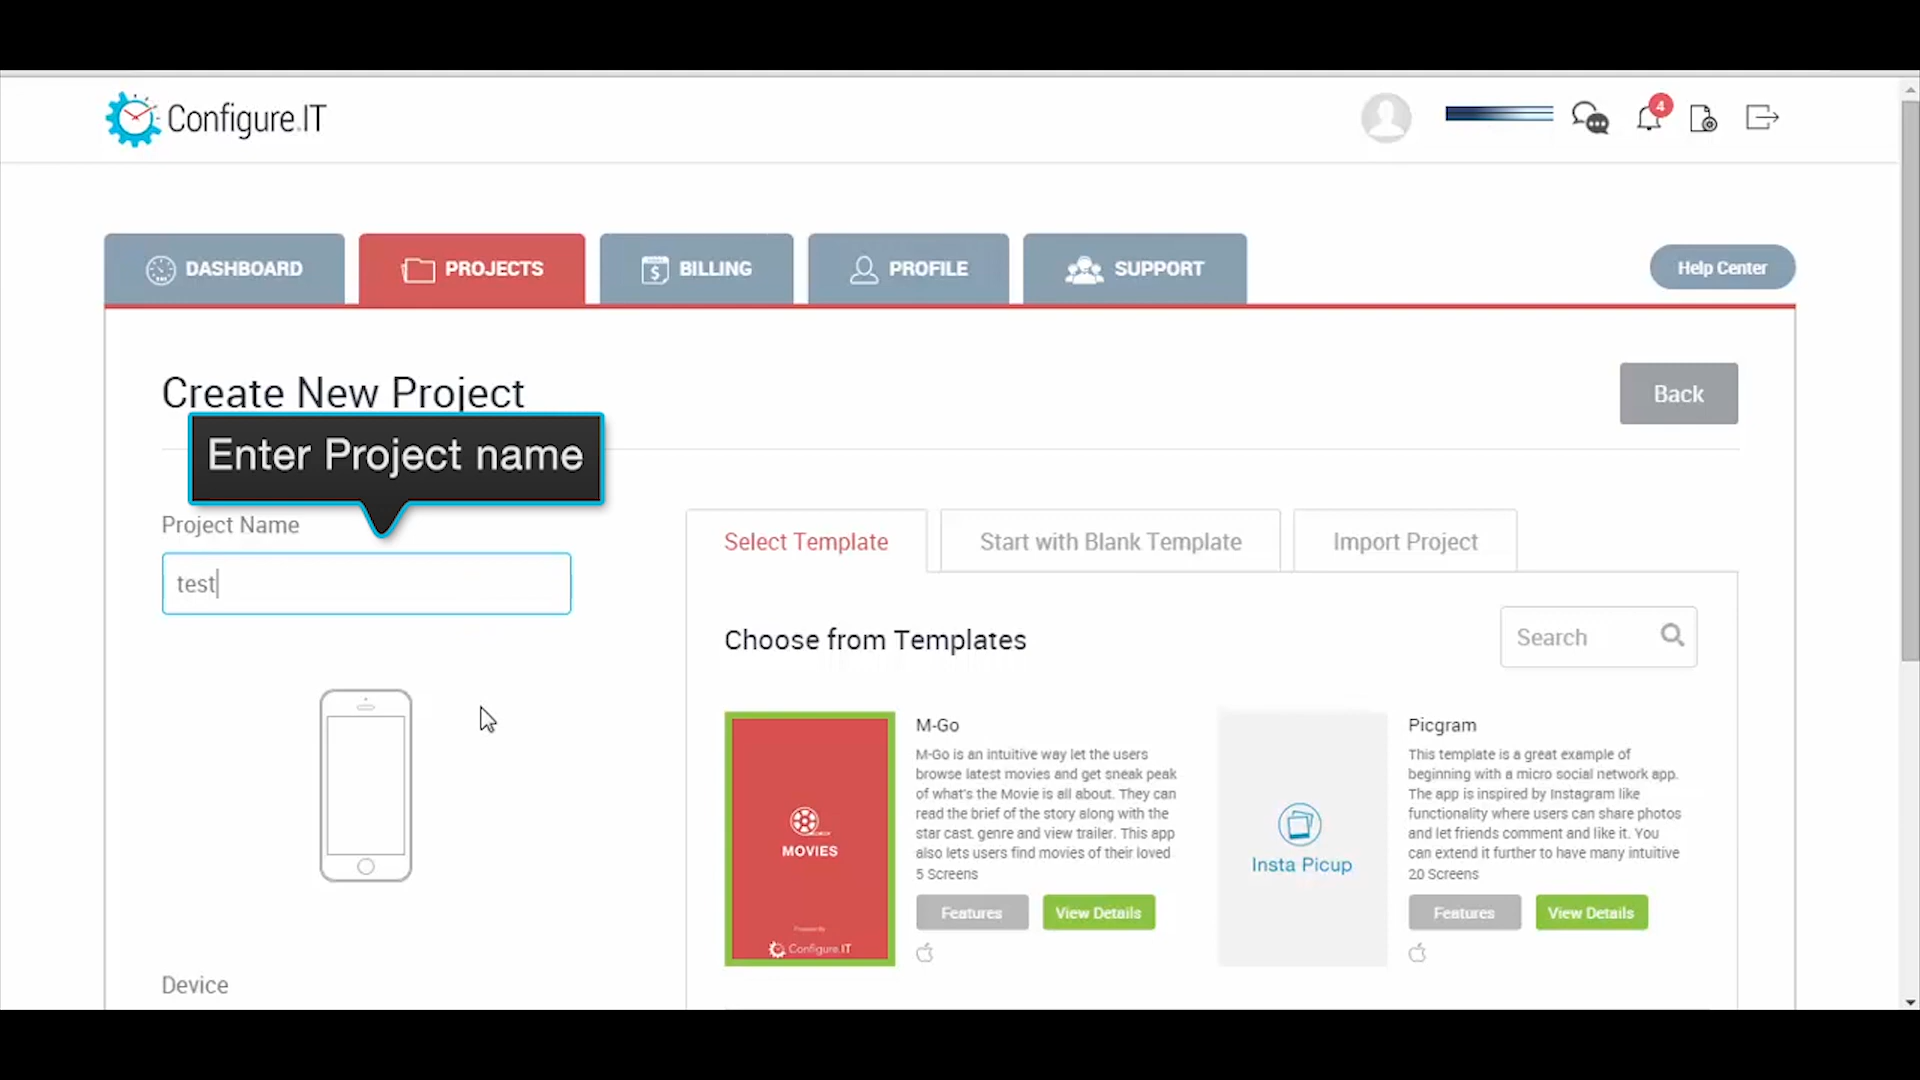 Configure.IT
4
DASHBOARD
PROJECTS
BILLING
PROFILE
SUPPORT
Help Center
Create New Project
Back
Enter Project name
Project Name
test
Select Template
Start with Blank Template
Import Project
Choose from Templates
Search
MOVIES
Powered By
Configure.IT
M-Go
M-Go is an intuitive way let the users
browse latest movies and get sneak peak
of what's the Movie is all about. They can
read the brief of the story along with the
star cast, genre and view trailer. This app
also lets users find movies of their loved
5 Screens
Features
View Details
Insta Picup
Picgram
This template is a great example of
beginning with a micro social network app.
The app is inspired by Instagram like
functionality where users can share photos
and let friends comment and like it. You
can extend it further to have many intuitive
20 Screens
Features
View Details
Device